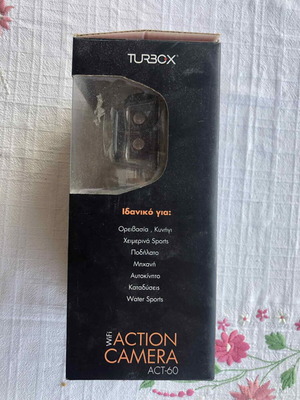 TURBOX
Ιδανικό για:
Ορειβασία , Κυνήγι
Χειμερινά Sports
Ποδήλατο
Μηχανή
Αυτοκίνητο
Καταδύσεις
Water Sports
WiFi
ACTION
CAMERA
ACT-60